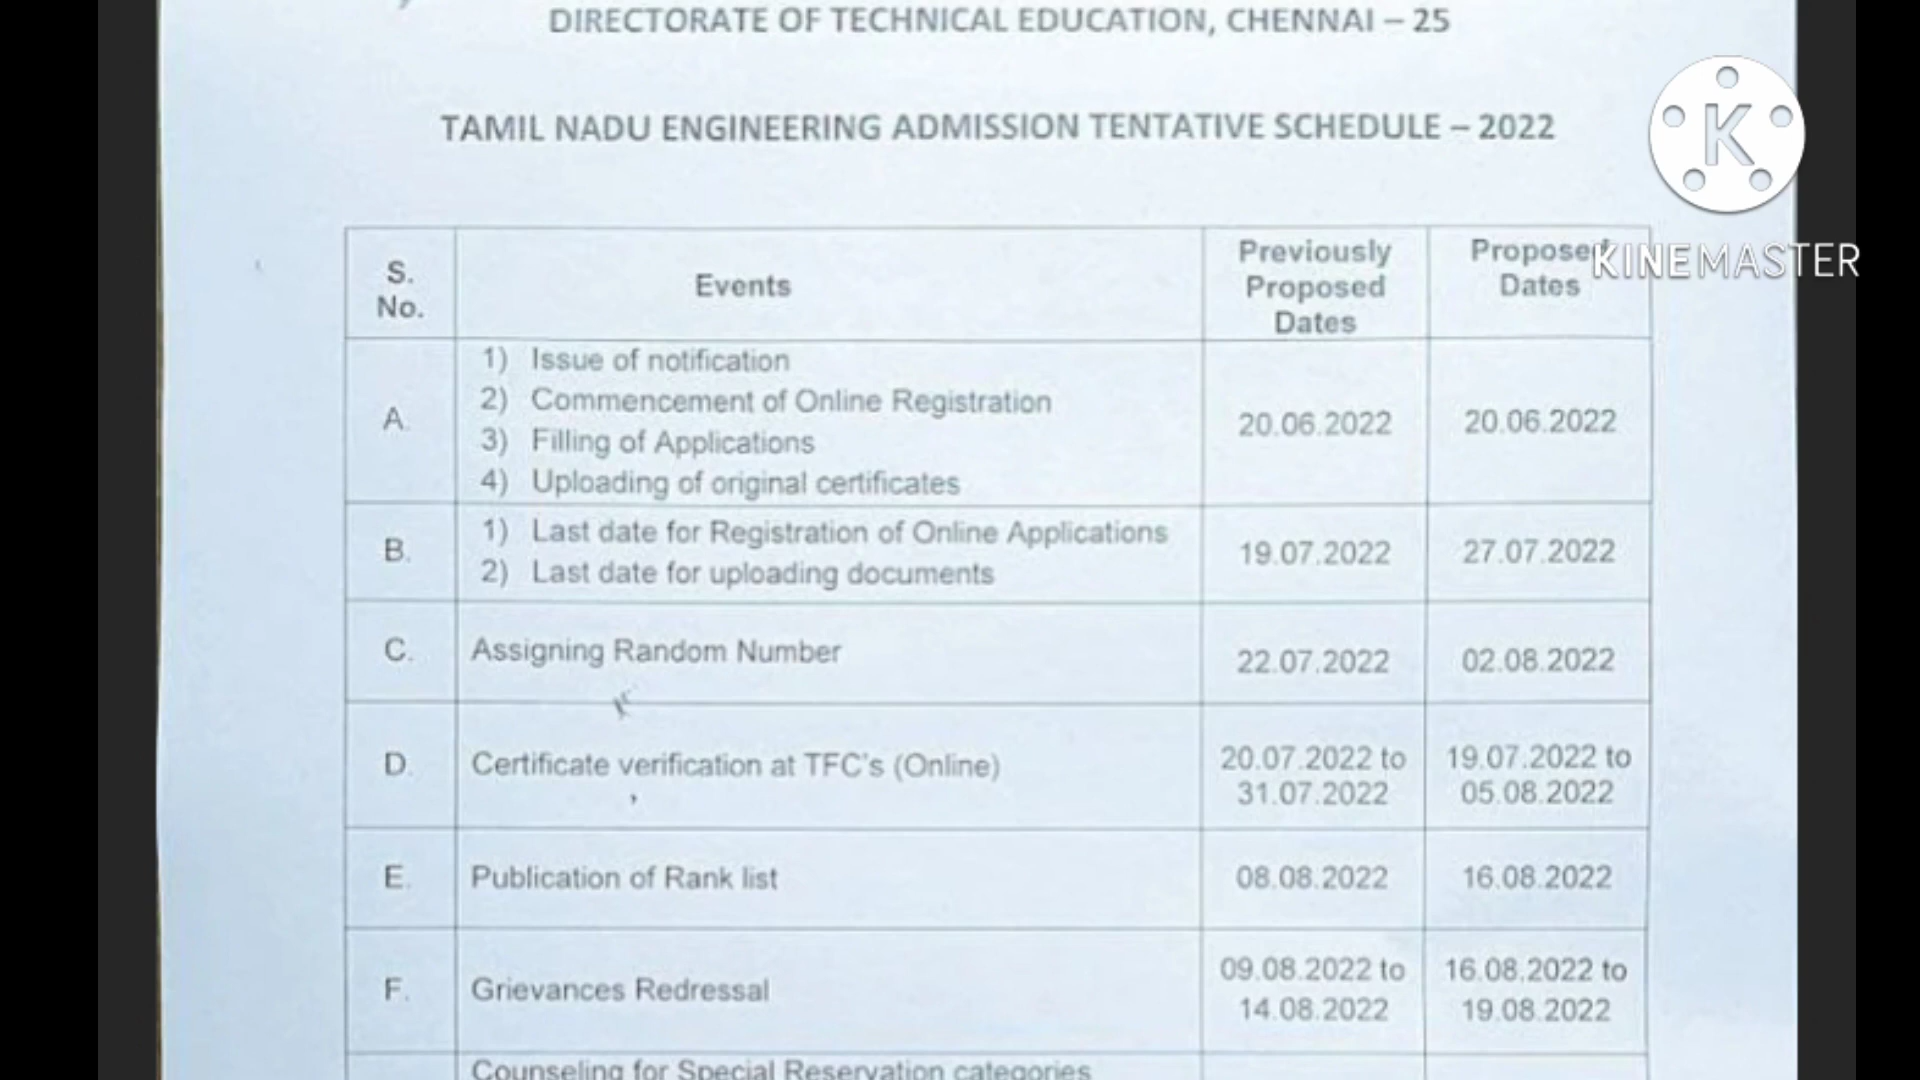 DIRECTORATE OF TECHNICAL EDUCATION, CHENNAI – 25
TAMIL NADU ENGINEERING ADMISSION TENTATIVE SCHEDULE – 2022
K
KINEMASTER
S. No.
Events
Previously Proposed Dates
Proposed Dates
A.
1) Issue of notification
2) Commencement of Online Registration
3) Filling of Applications
4) Uploading of original certificates
20.06.2022
20.06.2022
B.
1) Last date for Registration of Online Applications
2) Last date for uploading documents
19.07.2022
27.07.2022
C.
Assigning Random Number
22.07.2022
02.08.2022
D.
Certificate verification at TFC's (Online)
20.07.2022 to
31.07.2022
19.07.2022 to
05.08.2022
E.
Publication of Rank list
08.08.2022
16.08.2022
F.
Grievances Redressal
09.08.2022 to
14.08.2022
16.08.2022 to
19.08.2022
Counseling for Special Reservation categories